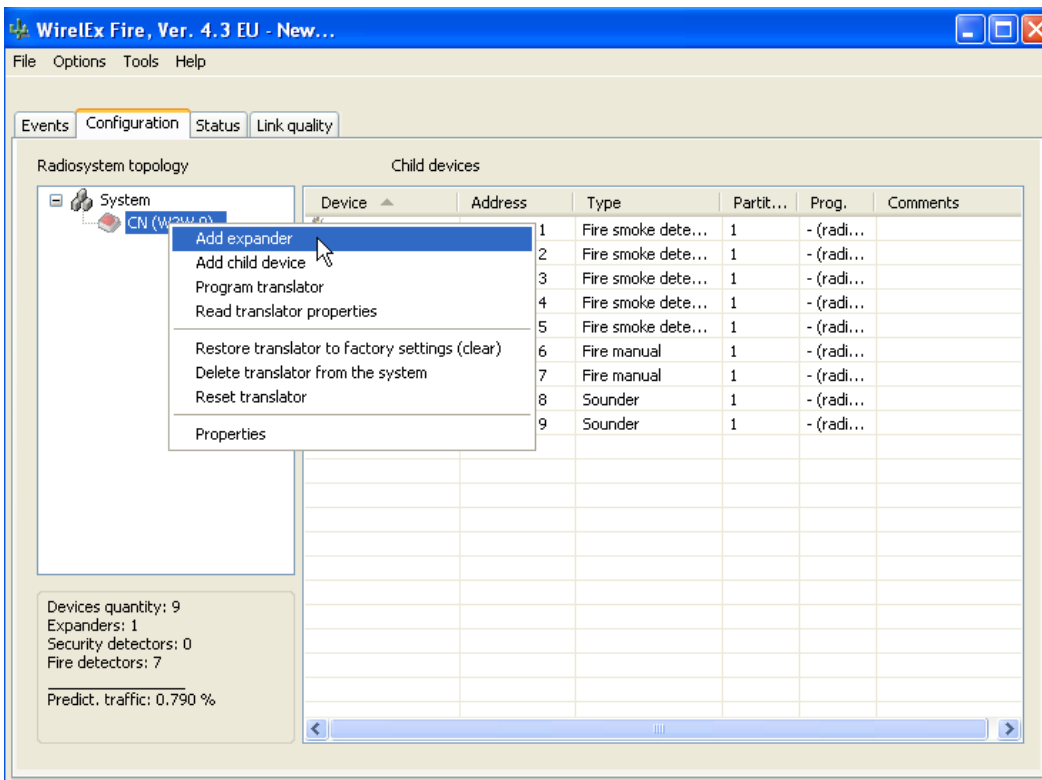 WirelEx Fire, Ver. 4.3 EU - New...
File Options Tools Help
Events Configuration Status Link quality
Radiosystem topology Child devices
System
CN (W2W-0)
Add expander
Add child device
Program translator
Read translator properties
Restore translator to factory settings (clear)
Delete translator from the system
Reset translator
Properties
Device Address Type Partit... Prog. Comments
1 Fire smoke dete... 1 - (radi...
2 Fire smoke dete... 1 - (radi...
3 Fire smoke dete... 1 - (radi...
4 Fire smoke dete... 1 - (radi...
5 Fire smoke dete... 1 - (radi...
6 Fire manual 1 - (radi...
7 Fire manual 1 - (radi...
8 Sounder 1 - (radi...
9 Sounder 1 - (radi...
Devices quantity: 9
Expanders: 1
Security detectors: 0
Fire detectors: 7
Predict. traffic: 0.790 %